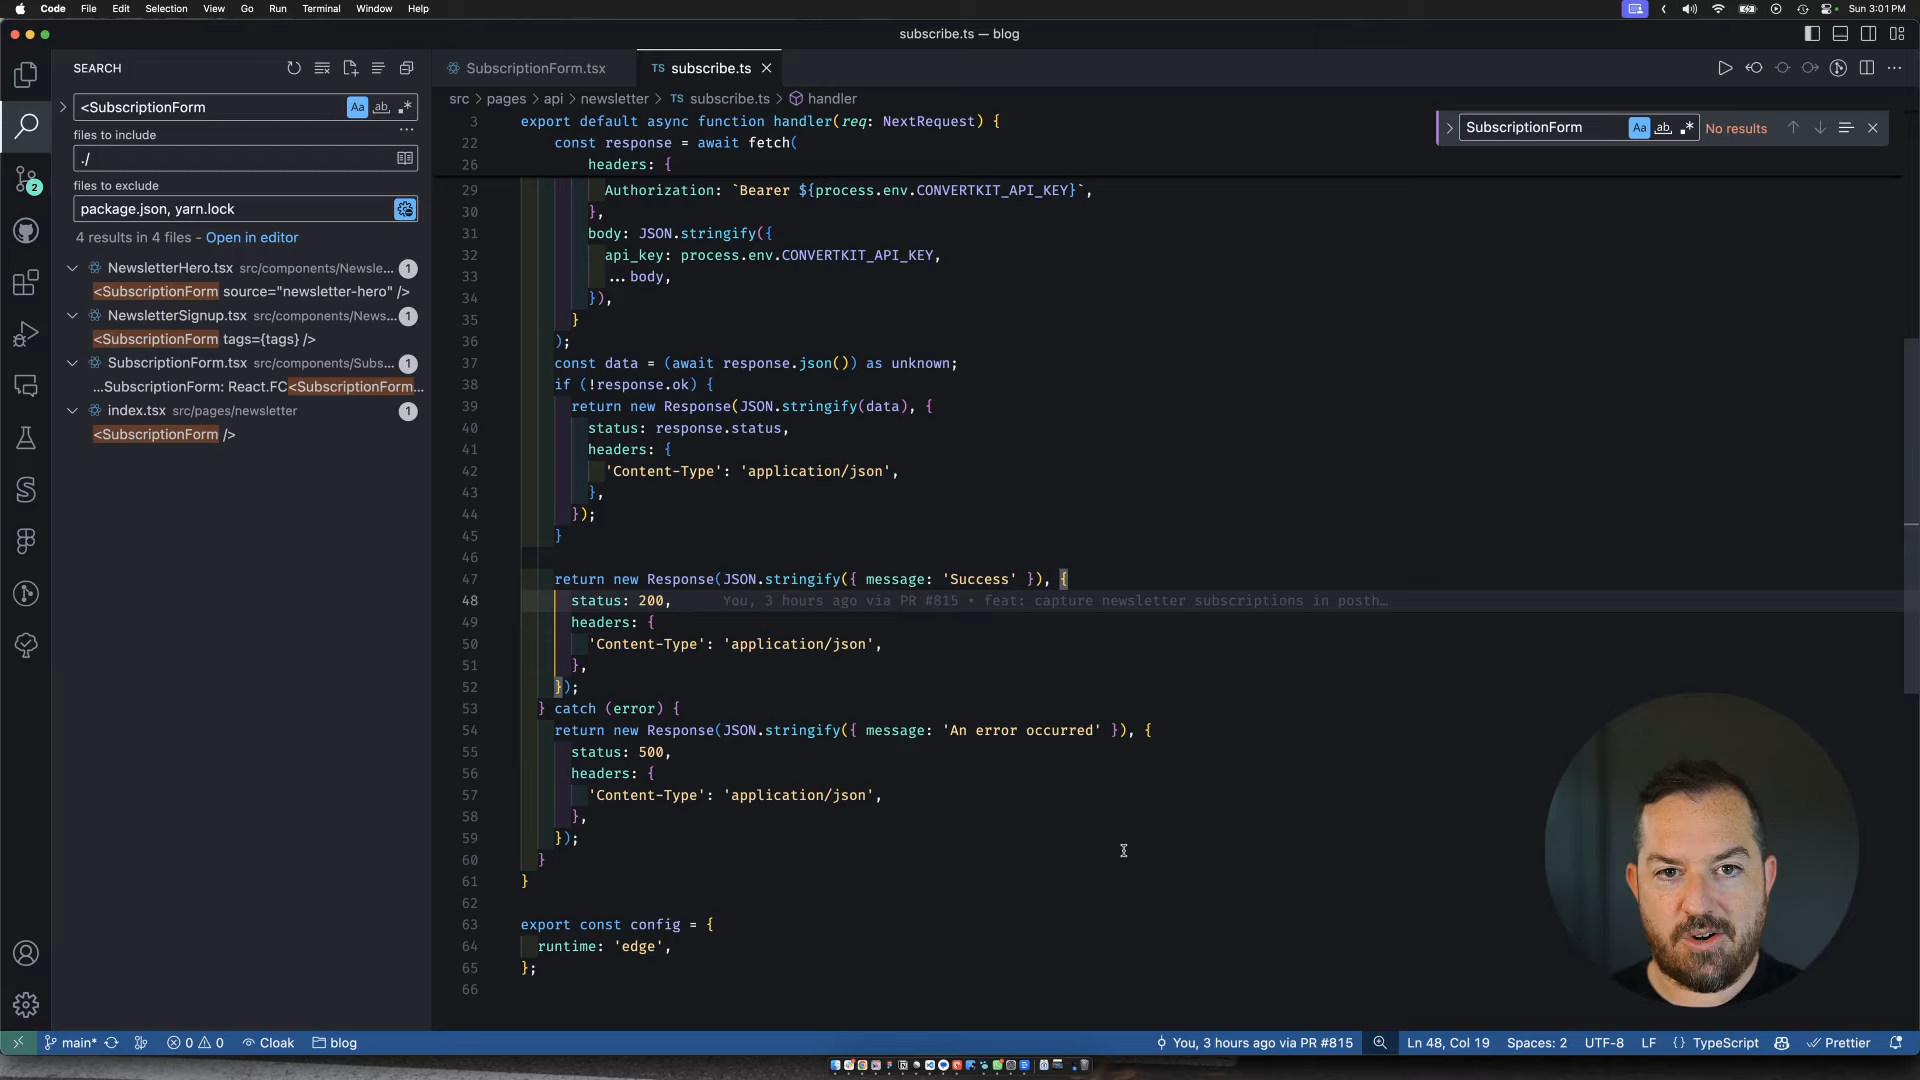 Code File Edit Selection View Go Run Terminal Window Help Sun 3:01 PM
subscribe.ts — blog
SEARCH
<SubscriptionForm
files to include
./
files to exclude
package.json, yarn.lock
4 results in 4 files - Open in editor
NewsletterHero.tsx src/components/Newsle... 1
<SubscriptionForm source="newsletter-hero" />
NewsletterSignup.tsx src/components/News... 1
<SubscriptionForm tags={tags} />
SubscriptionForm.tsx src/components/Subs... 1
...SubscriptionForm: React.FC<SubscriptionForm...
index.tsx src/pages/newsletter 1
<SubscriptionForm />
2
SubscriptionForm.tsx TS subscribe.ts
src > pages > api > newsletter > TS subscribe.ts > handler
SubscriptionForm Aa ab No results
3 export default async function handler(req: NextRequest) {
22 const response = await fetch(
26 headers: {
29 Authorization: `Bearer ${process.env.CONVERTKIT_API_KEY}`,
30 },
31 body: JSON.stringify({
32 api_key: process.env.CONVERTKIT_API_KEY,
33 ...body,
34 }),
35 }
36 );
37 const data = (await response.json()) as unknown;
38 if (!response.ok) {
39 return new Response(JSON.stringify(data), {
40 status: response.status,
41 headers: {
42 'Content-Type': 'application/json',
43 },
44 });
45 }
46
47 return new Response(JSON.stringify({ message: 'Success' }), {
48 status: 200, You, 3 hours ago via PR #815 • feat: capture newsletter subscriptions in posth…
49 headers: {
50 'Content-Type': 'application/json',
51 },
52 });
53 } catch (error) {
54 return new Response(JSON.stringify({ message: 'An error occurred' }), {
55 status: 500,
56 headers: {
57 'Content-Type': 'application/json',
58 },
59 });
60 }
61 }
62
63 export const config = {
64 runtime: 'edge',
65 };
66
main* 0 0 Cloak blog You, 3 hours ago via PR #815 Ln 48, Col 19 Spaces: 2 UTF-8 LF {} TypeScript Prettier